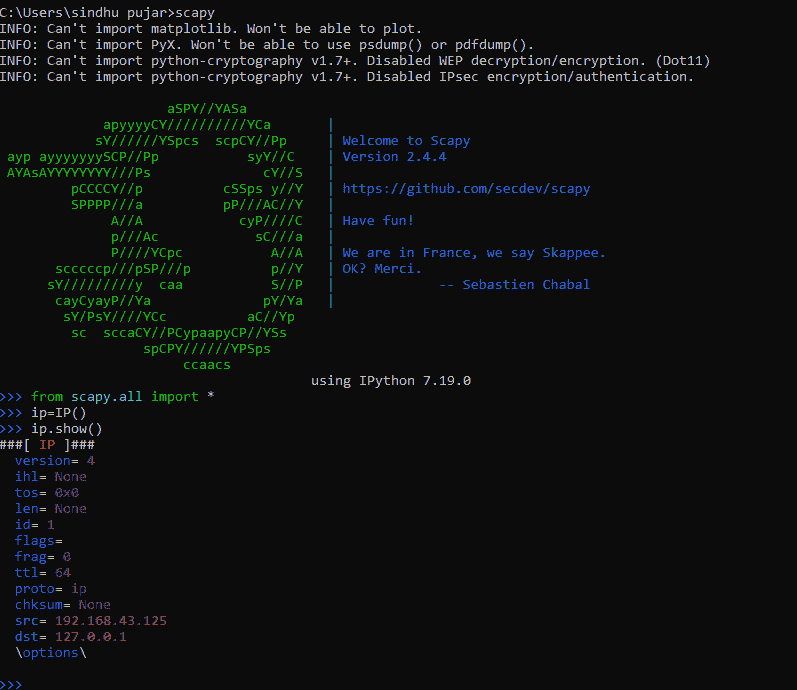 C:\Users\sindhu pujar>scapy
INFO: Can't import matplotlib. Won't be able to plot.
INFO: Can't import PyX. Won't be able to use psdump() or pdfdump().
INFO: Can't import python-cryptography v1.7+. Disabled WEP decryption/encryption. (Dot11)
INFO: Can't import python-cryptography v1.7+. Disabled IPsec encryption/authentication.
aSPY//YASa
apyyyyCY//////////YCa |
sY//////YSpcs scpCY//Pp | Welcome to Scapy
ayp ayyyyyyySCP//Pp syY//C | Version 2.4.4
AYAsAYYYYYYYY///Ps cY//S |
pCCCCY//p cSSps y//Y | https://github.com/secdev/scapy
SPPPP///a pP///AC//Y |
A//A cyP////C | Have fun!
p///Ac sC///a |
P////YCpc A//A | We are in France, we say Skappee.
scccccp///pSP///p p//Y | OK? Merci.
sY/////////y caa S//P | -- Sebastien Chabal
cayCyayP//Ya pY/Ya |
sY/PsY////YCc aC//Yp
sc sccaCY//PCypaapyCP//YSs
spCPY//////YPSps
ccaacs
using IPython 7.19.0
>>> from scapy.all import *
>>> ip=IP()
>>> ip.show()
###[ IP ]###
version= 4
ihl= None
tos= 0x0
len= None
id= 1
flags=
frag= 0
ttl= 64
proto= ip
chksum= None
src= 192.168.43.125
dst= 127.0.0.1
\options\
>>>